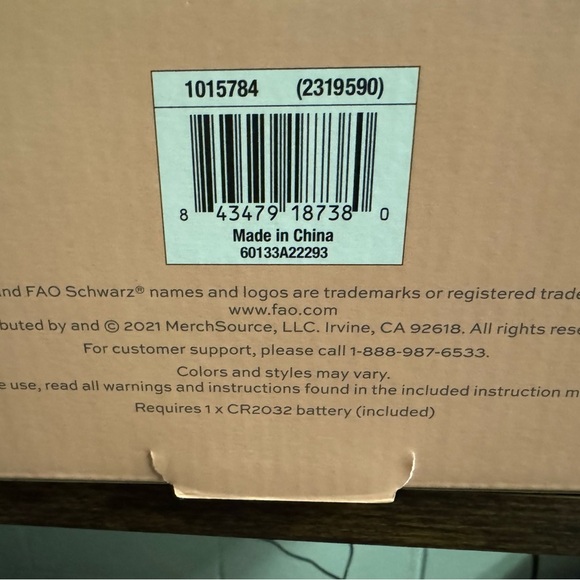 1015784 (2319590)
8 43479 18738 0
Made in China
60133A22293
nd FAO Schwarz® names and logos are trademarks or registered trade
www.fao.com
buted by and © 2021 MerchSource, LLC. Irvine, CA 92618. All rights rese
For customer support, please call 1-888-987-6533.
Colors and styles may vary.
e use, read all warnings and instructions found in the included instruction m
Requires 1 x CR2032 battery (included)